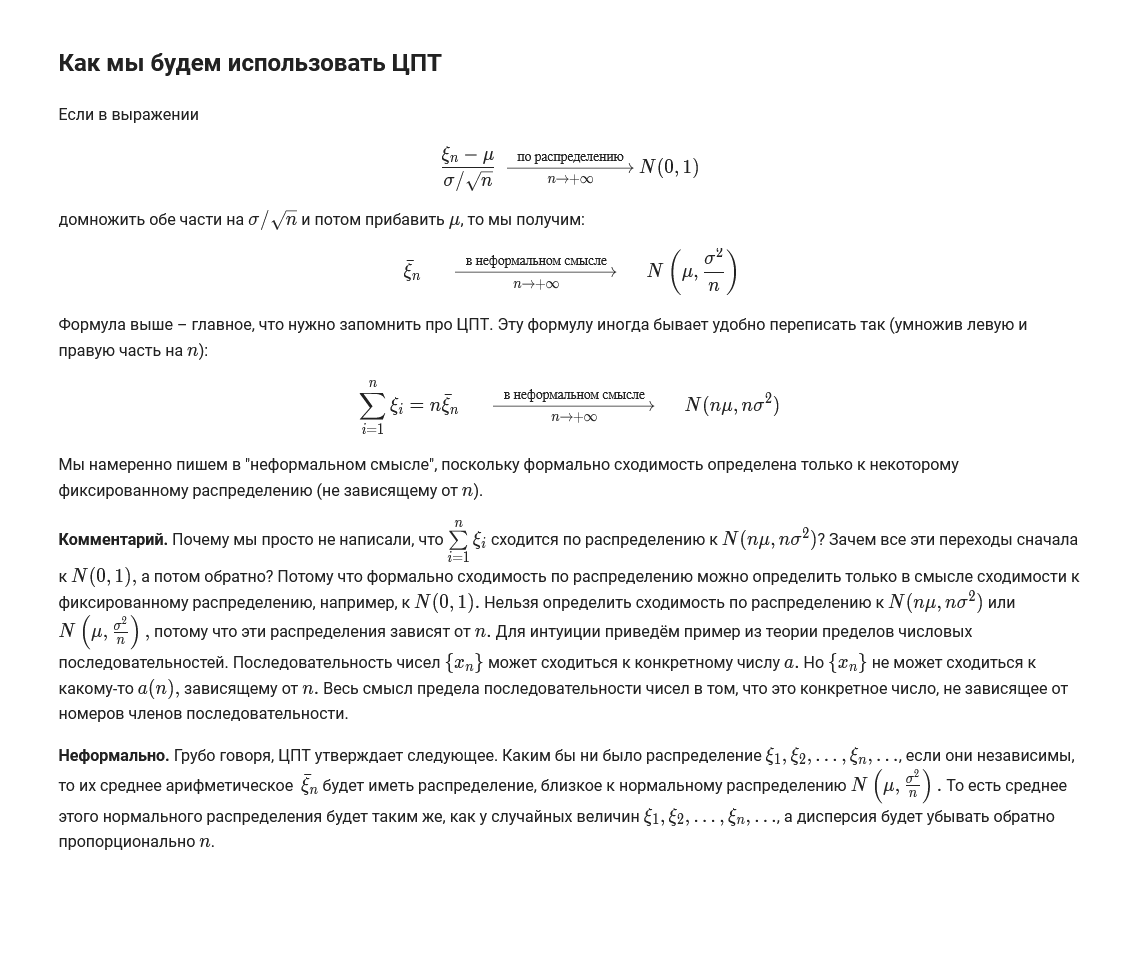 Как мы будем использовать ЦПТ
Если в выражении
$$\frac{\xi_n - \mu}{\sigma/\sqrt{n}} \xrightarrow[n \to +\infty]{\text{по распределению}} N(0, 1)$$
домножить обе части на $\sigma/\sqrt{n}$ и потом прибавить $\mu$, то мы получим:
$$\bar{\xi}_n \quad \xrightarrow[n \to +\infty]{\text{в неформальном смысле}} \quad N\left(\mu, \frac{\sigma^2}{n}\right)$$
Формула выше – главное, что нужно запомнить про ЦПТ. Эту формулу иногда бывает удобно переписать так (умножив левую и
правую часть на $n$):
$$\sum_{i=1}^{n} \xi_i = n\bar{\xi}_n \quad \xrightarrow[n \to +\infty]{\text{в неформальном смысле}} \quad N(n\mu, n\sigma^2)$$
Мы намеренно пишем в "неформальном смысле", поскольку формально сходимость определена только к некоторому
фиксированному распределению (не зависящему от $n$).
Комментарий. Почему мы просто не написали, что $\sum\limits_{i=1}^{n} \xi_i$ сходится по распределению к $N(n\mu, n\sigma^2)$? Зачем все эти переходы сначала
к $N(0, 1)$, а потом обратно? Потому что формально сходимость по распределению можно определить только в смысле сходимости к
фиксированному распределению, например, к $N(0, 1)$. Нельзя определить сходимость по распределению к $N(n\mu, n\sigma^2)$ или
$N\left(\mu, \frac{\sigma^2}{n}\right)$, потому что эти распределения зависят от $n$. Для интуиции приведём пример из теории пределов числовых
последовательностей. Последовательность чисел $\{x_n\}$ может сходиться к конкретному числу $a$. Но $\{x_n\}$ не может сходиться к
какому-то $a(n)$, зависящему от $n$. Весь смысл предела последовательности чисел в том, что это конкретное число, не зависящее от
номеров членов последовательности.
Неформально. Грубо говоря, ЦПТ утверждает следующее. Каким бы ни было распределение $\xi_1, \xi_2, \ldots, \xi_n, \ldots$, если они независимы,
то их среднее арифметическое $\bar{\xi}_n$ будет иметь распределение, близкое к нормальному распределению $N\left(\mu, \frac{\sigma^2}{n}\right)$. То есть среднее
этого нормального распределения будет таким же, как у случайных величин $\xi_1, \xi_2, \ldots, \xi_n, \ldots$, а дисперсия будет убывать обратно
пропорционально $n$.